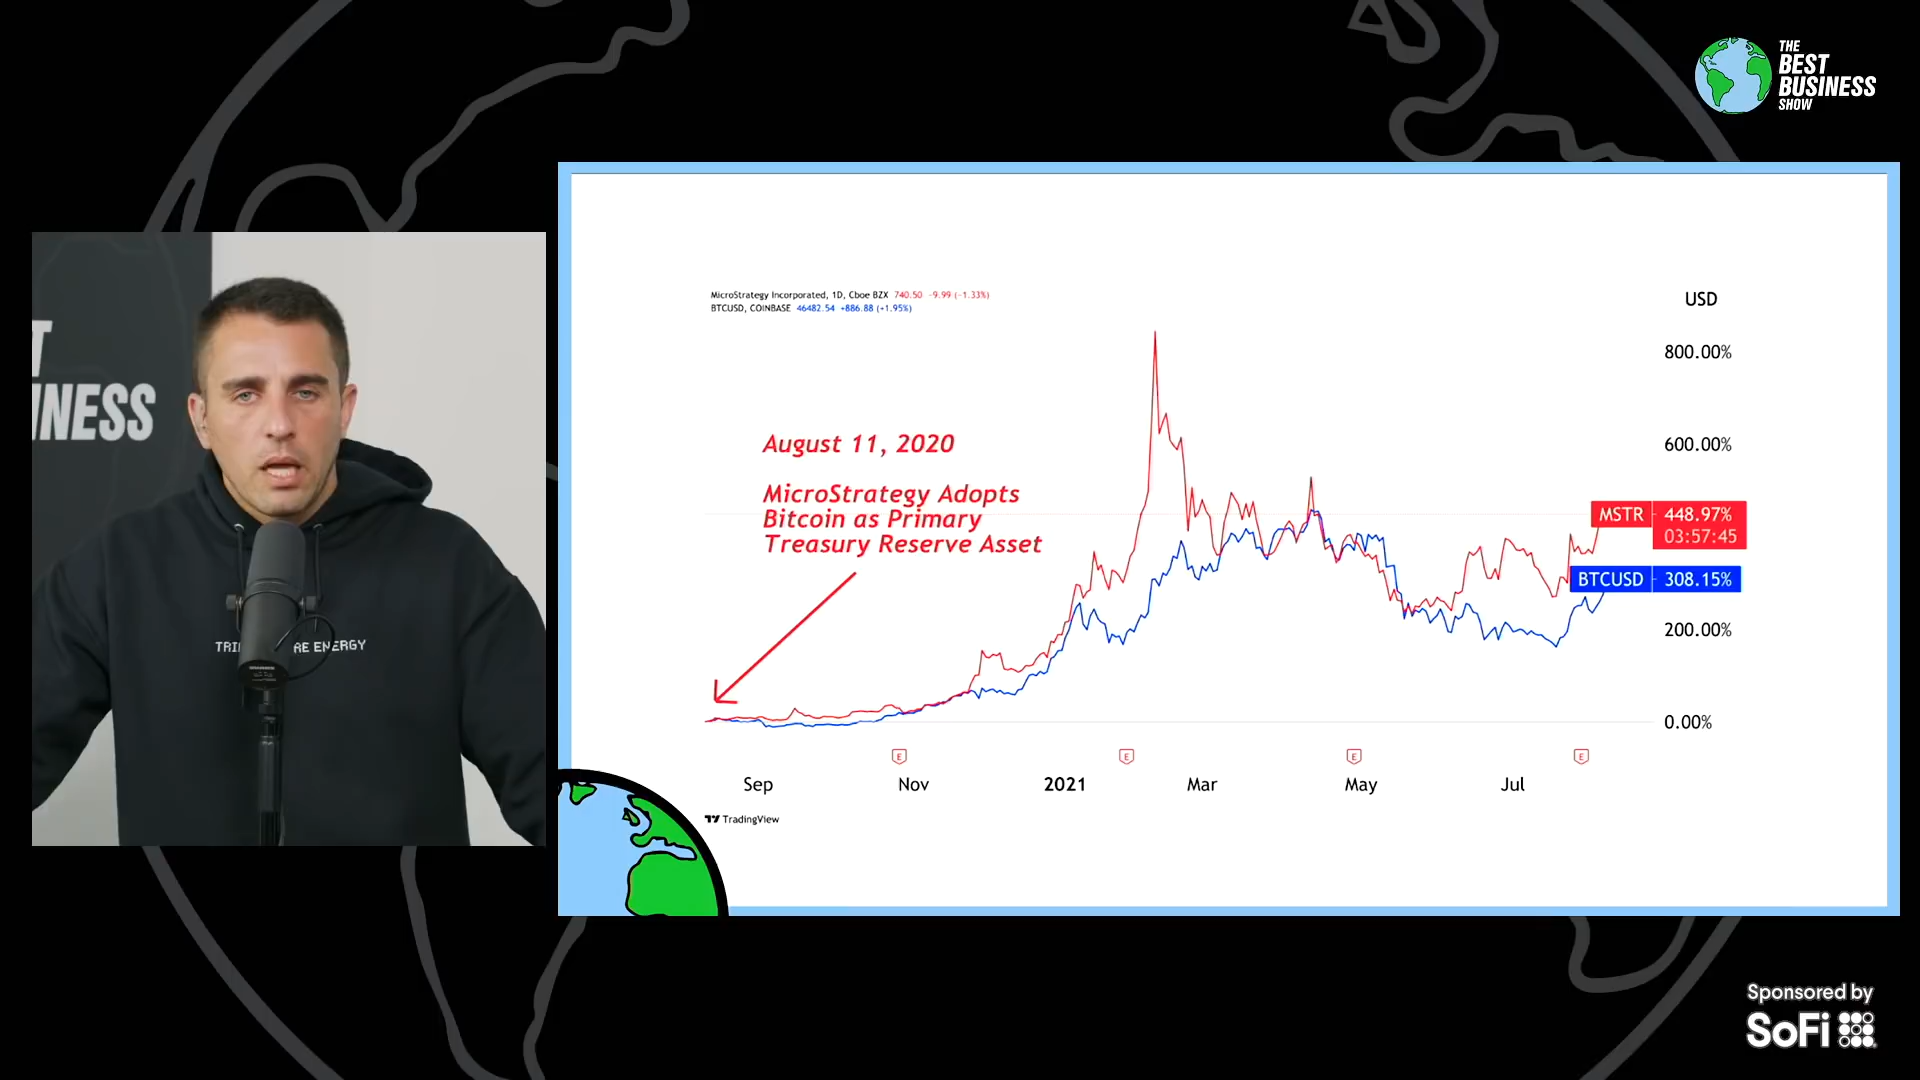 THE
BEST
BUSINESS
SHOW
T
INESS
TRI RE ENERGY
MicroStrategy Incorporated, 1D, Cboe BZX 740.50 -9.99 (-1.33%)
BTCUSD, COINBASE 46482.54 +886.88 (+1.95%)
USD
800.00%
600.00%
August 11, 2020
MicroStrategy Adopts
Bitcoin as Primary
Treasury Reserve Asset
MSTR 448.97%
03:57:45
BTCUSD 308.15%
200.00%
0.00%
E E E E
Sep Nov 2021 Mar May Jul
TradingView
Sponsored by
SoFi